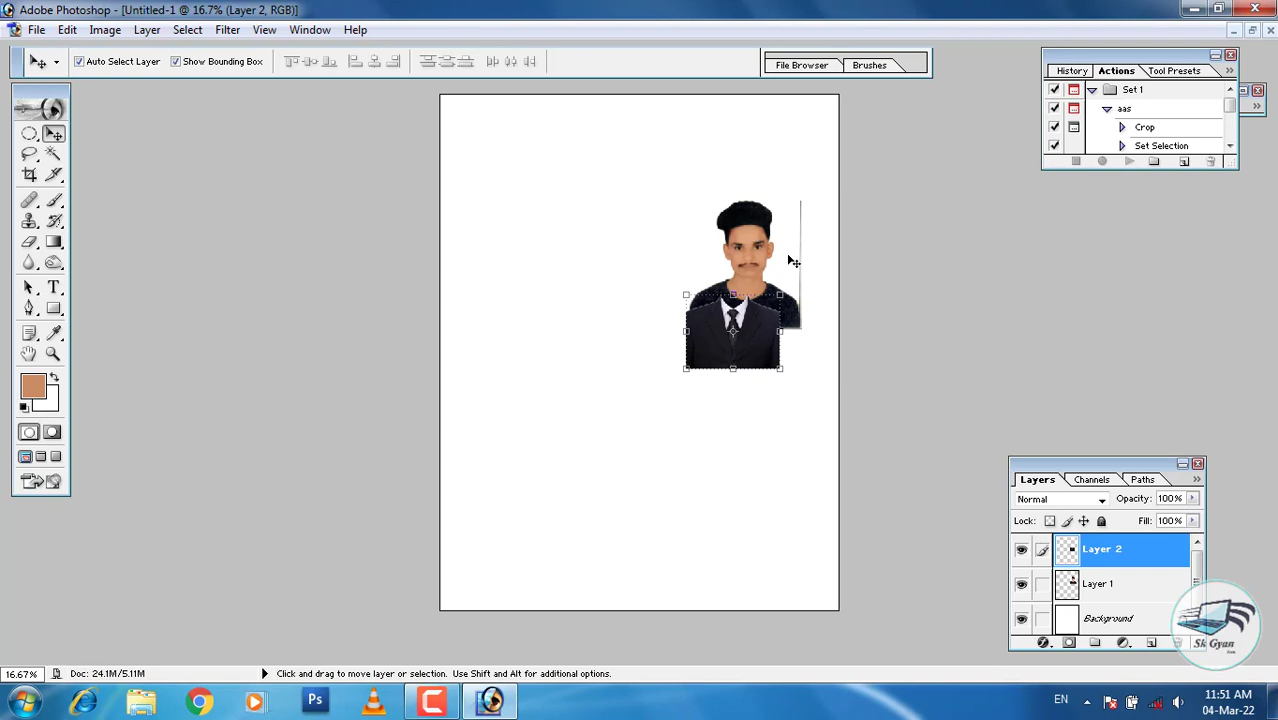 Adobe Photoshop - [Untitled-1 @ 16.7% (Layer 2, RGB)]
File Edit Image Layer Select Filter View Window Help
Auto Select Layer Show Bounding Box
File Browser Brushes
History Actions Tool Presets
Set 1
aas
Crop
Set Selection
Layers Channels Paths
Normal Opacity: 100%
Lock: Fill: 100%
Layer 2
Layer 1
Background
Sk Gyan
16.67% Doc: 24.1M/5.11M Click and drag to move layer or selection. Use Shift and Alt for additional options.
Ps EN 11:51 AM
04-Mar-22